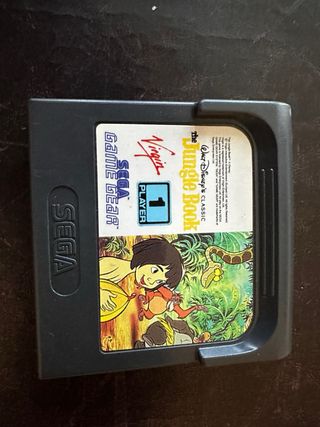 WALT DISNEY'S CLASSIC
the
Jungle Book
Virgin
1
PLAYER
SEGA
GAME GEAR
SEGA